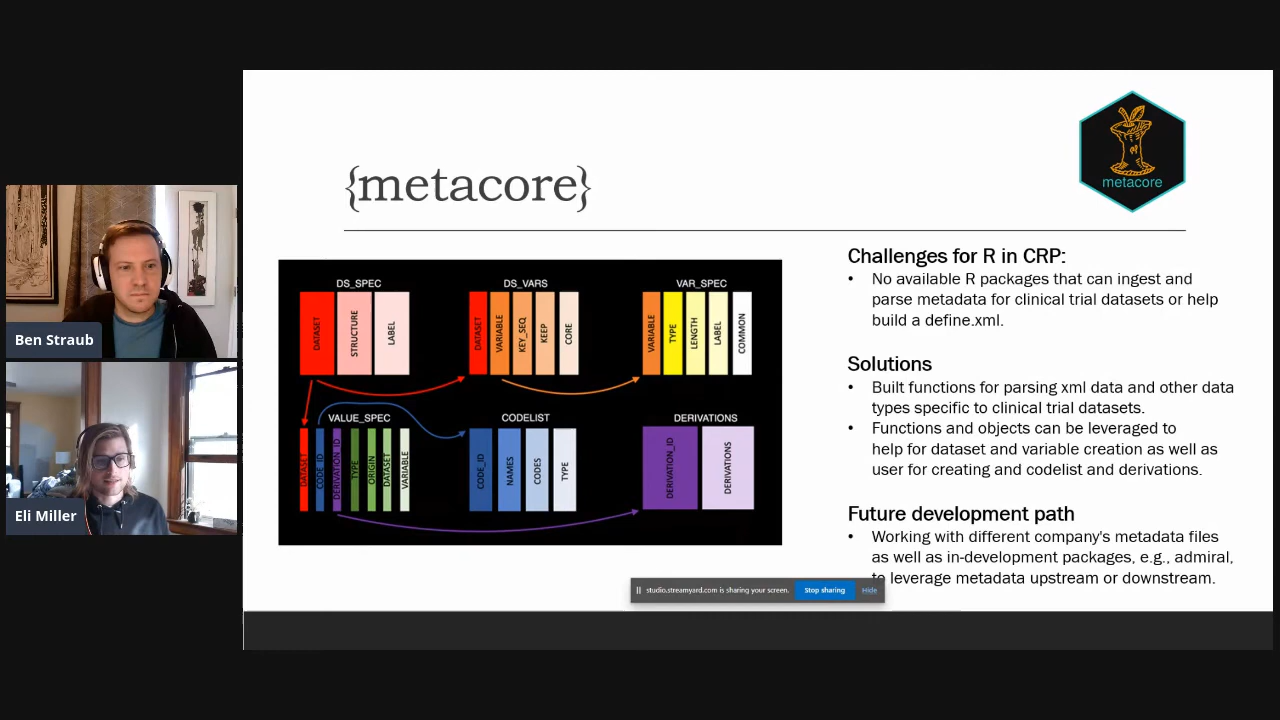 {metacore}
metacore
DS_SPEC
DATASET
STRUCTURE
LABEL
DS_VARS
DATASET
VARIABLE
KEY_SEQ
KEEP
CORE
VAR_SPEC
VARIABLE
TYPE
LENGTH
LABEL
COMMON
VALUE_SPEC
DATASET
CODE_ID
DERIVATION_ID
TYPE
ORIGIN
DATASET
VARIABLE
CODELIST
CODE_ID
NAMES
CODES
TYPE
DERIVATIONS
DERIVATION_ID
DERIVATIONS
Challenges for R in CRP:
• No available R packages that can ingest and
parse metadata for clinical trial datasets or help
build a define.xml.
Solutions
• Built functions for parsing xml data and other data
types specific to clinical trial datasets.
• Functions and objects can be leveraged to
help for dataset and variable creation as well as
user for creating and codelist and derivations.
Future development path
• Working with different company's metadata files
as well as in-development packages, e.g., admiral,
to leverage metadata upstream or downstream.
studio.streamyard.com is sharing your screen. Stop sharing Hide
Ben Straub
Eli Miller